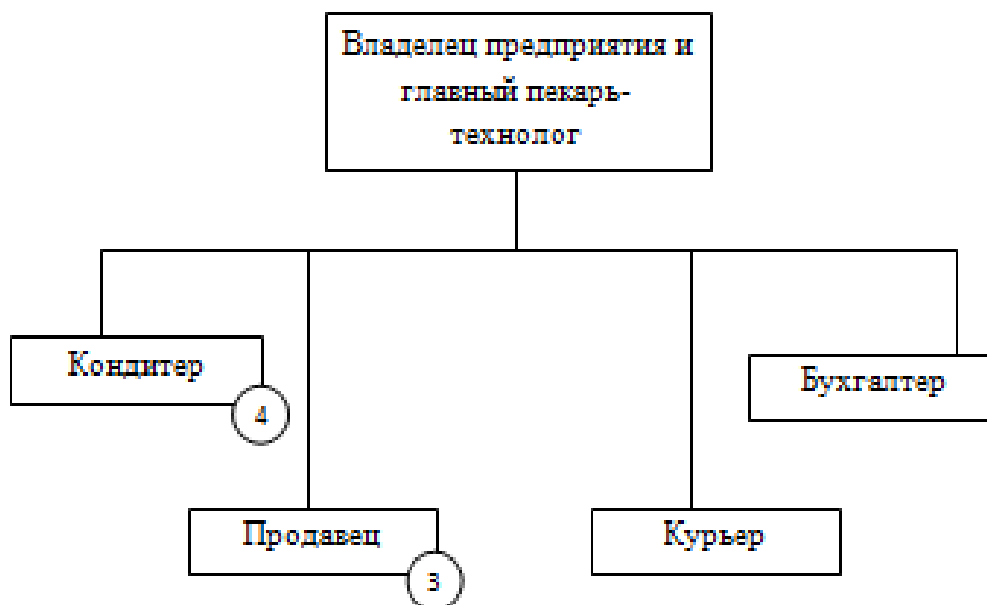 Владелец предприятия и
главный пекарь-
технолог
Кондитер
4
Бухгалтер
Продавец
3
Курьер